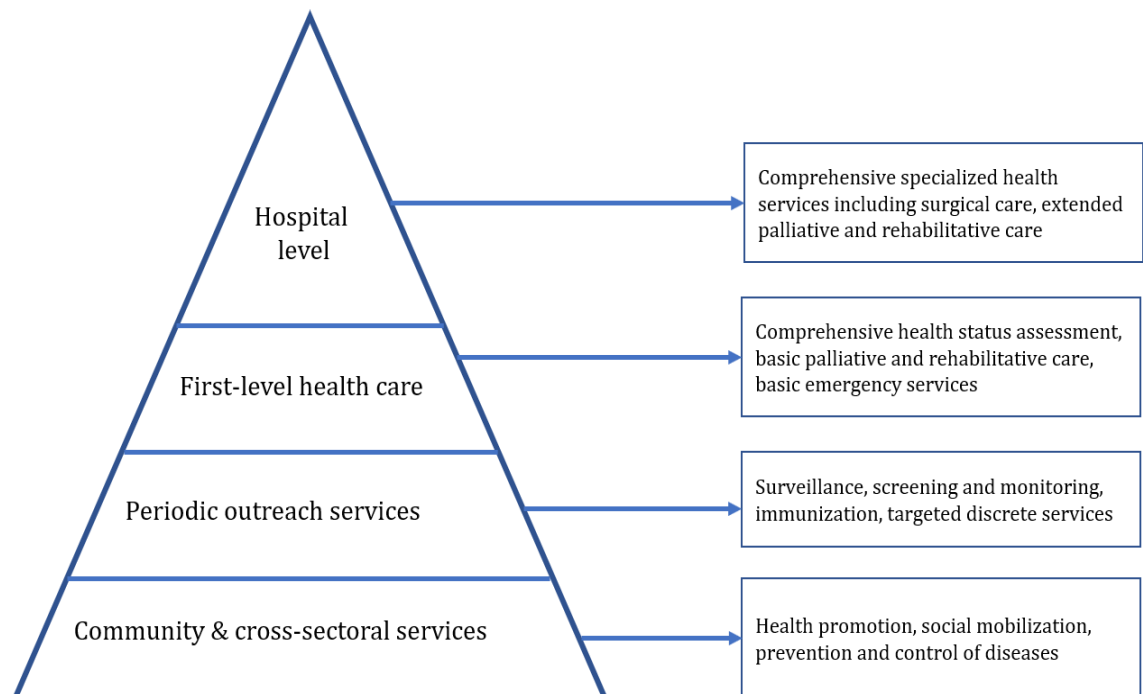 Hospital
level
Comprehensive specialized health
services including surgical care, extended
palliative and rehabilitative care
First-level health care
Comprehensive health status assessment,
basic palliative and rehabilitative care,
basic emergency services
Periodic outreach services
Surveillance, screening and monitoring,
immunization, targeted discrete services
Community & cross-sectoral services
Health promotion, social mobilization,
prevention and control of diseases